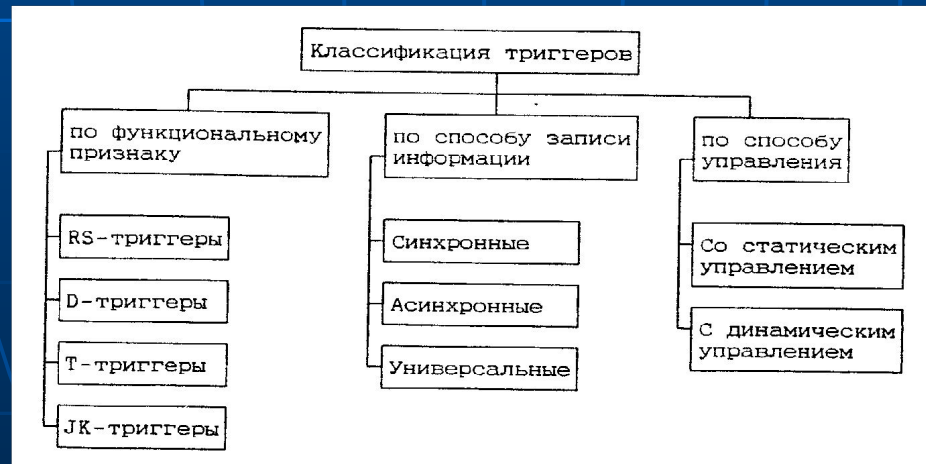 Классификация триггеров
по функциональному
признаку
RS-триггеры
D-триггеры
T-триггеры
JK-триггеры
по способу записи
информации
Синхронные
Асинхронные
Универсальные
по способу
управления
Со статическим
управлением
С динамическим
управлением